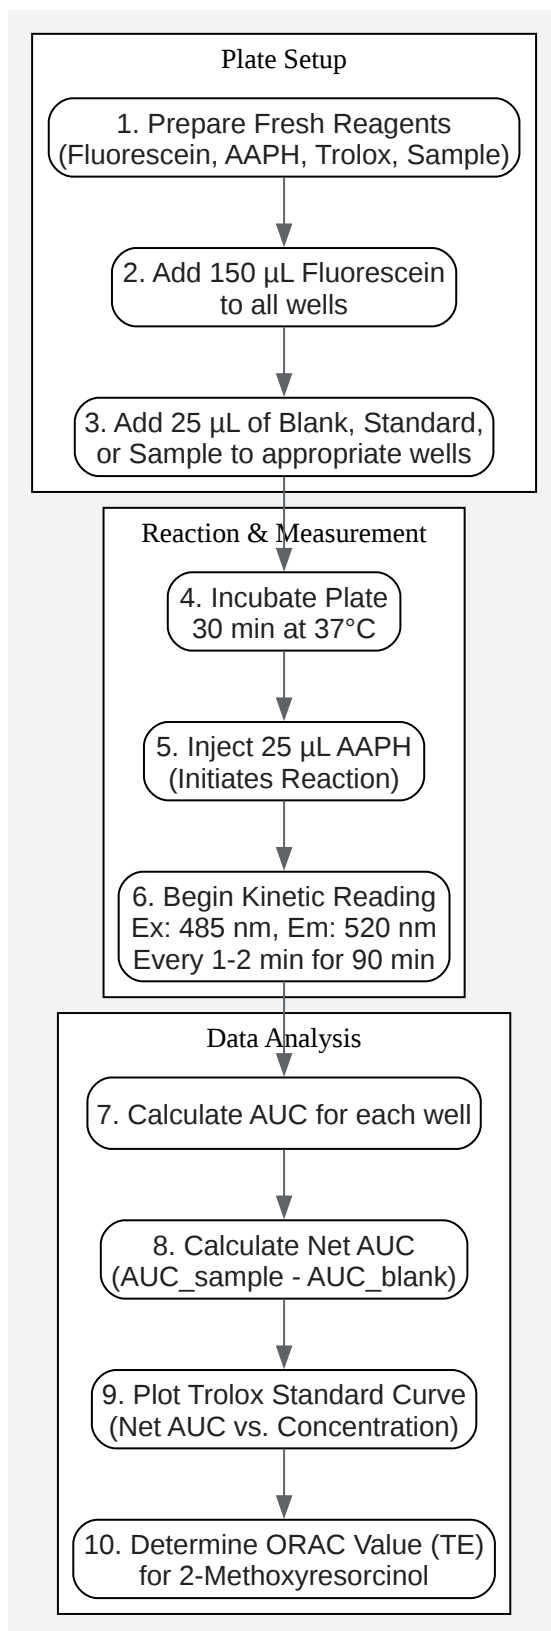 Plate Setup
1. Prepare Fresh Reagents
(Fluorescein, AAPH, Trolox, Sample)
2. Add 150 µL Fluorescein
to all wells
3. Add 25 µL of Blank, Standard,
or Sample to appropriate wells
Reaction & Measurement
4. Incubate Plate
30 min at 37°C
5. Inject 25 µL AAPH
(Initiates Reaction)
6. Begin Kinetic Reading
Ex: 485 nm, Em: 520 nm
Every 1-2 min for 90 min
Data Analysis
7. Calculate AUC for each well
8. Calculate Net AUC
(AUC_sample - AUC_blank)
9. Plot Trolox Standard Curve
(Net AUC vs. Concentration)
10. Determine ORAC Value (TE)
for 2-Methoxyresorcinol